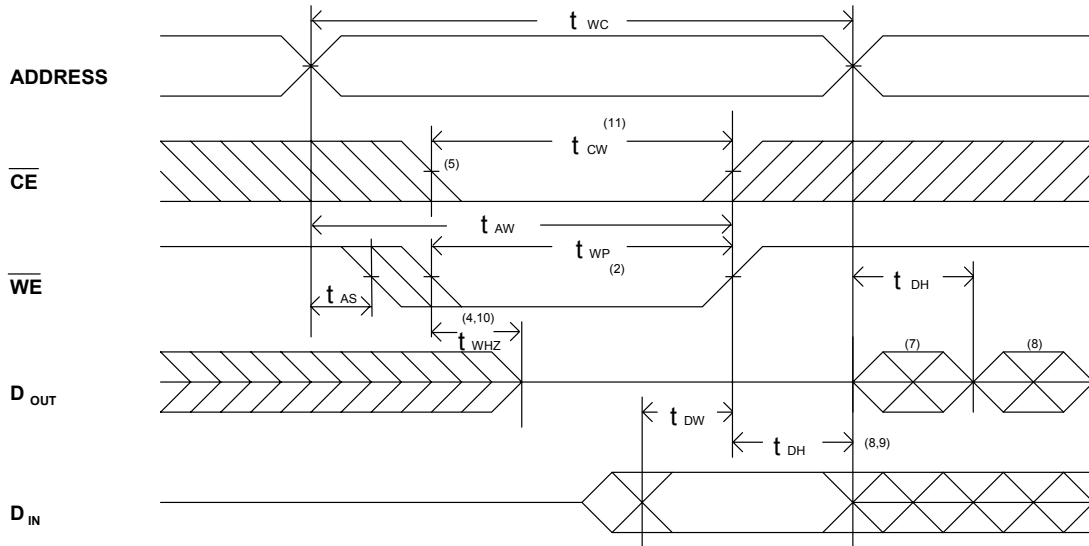 t WC
ADDRESS
(11)
t CW
(5)
CE
t AW
t WP
(2)
WE
t DH
t AS
(4,10)
t WHZ
(7)
(8)
D OUT
t DW
t DH
(8,9)
D IN